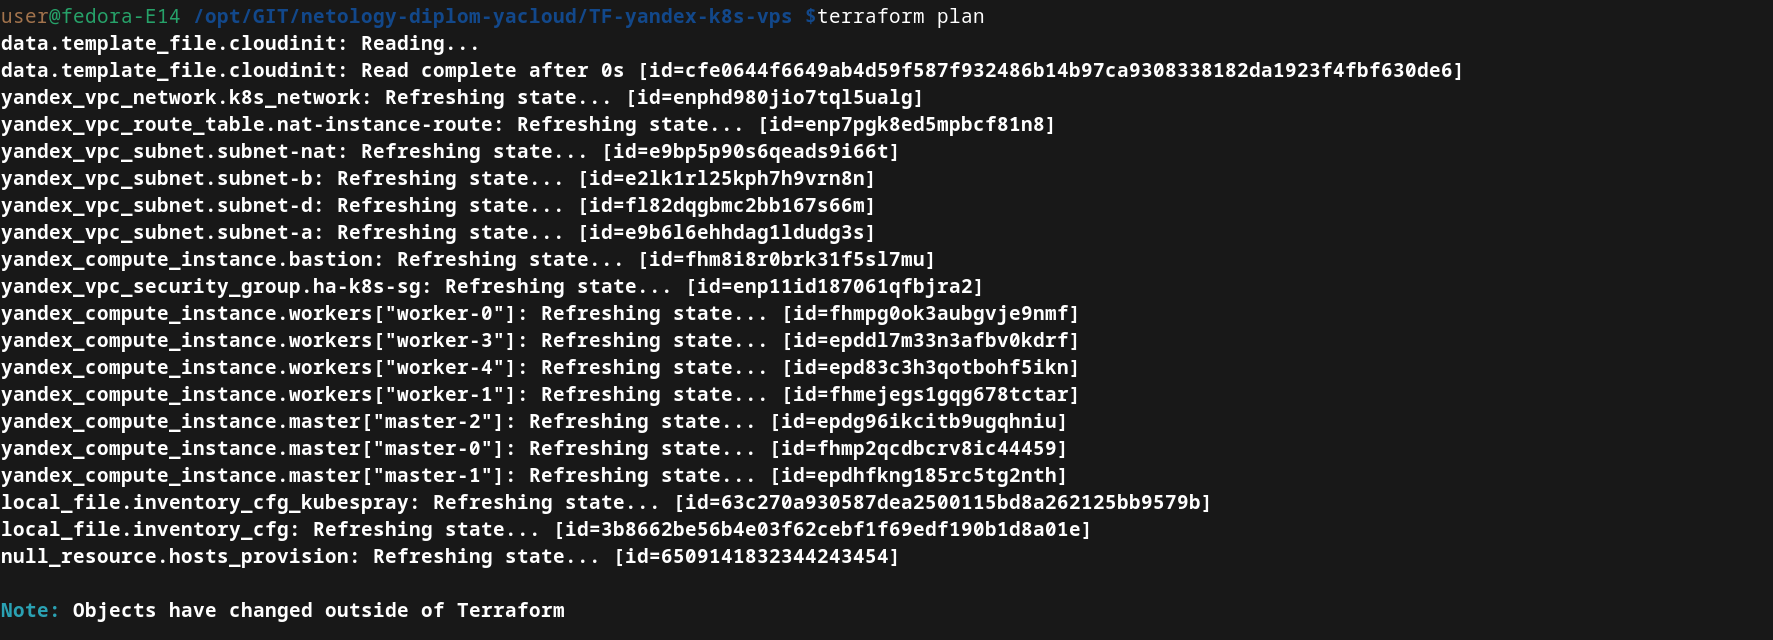 user@fedora-E14 /opt/GIT/netology-diplom-yacloud/TF-yandex-k8s-vps $terraform plan
data.template_file.cloudinit: Reading...
data.template_file.cloudinit: Read complete after 0s [id=cfe0644f6649ab4d59f587f932486b14b97ca9308338182da1923f4fbf630de6]
yandex_vpc_network.k8s_network: Refreshing state... [id=enphd980jio7tql5ualg]
yandex_vpc_route_table.nat-instance-route: Refreshing state... [id=enp7pgk8ed5mpbcf81n8]
yandex_vpc_subnet.subnet-nat: Refreshing state... [id=e9bp5p90s6qeads9i66t]
yandex_vpc_subnet.subnet-b: Refreshing state... [id=e2lk1rl25kph7h9vrn8n]
yandex_vpc_subnet.subnet-d: Refreshing state... [id=fl82dqgbmc2bb167s66m]
yandex_vpc_subnet.subnet-a: Refreshing state... [id=e9b6l6ehhdag1ldudg3s]
yandex_compute_instance.bastion: Refreshing state... [id=fhm8i8r0brk31f5sl7mu]
yandex_vpc_security_group.ha-k8s-sg: Refreshing state... [id=enp11id187061qfbjra2]
yandex_compute_instance.workers["worker-0"]: Refreshing state... [id=fhmpg0ok3aubgvje9nmf]
yandex_compute_instance.workers["worker-3"]: Refreshing state... [id=epddl7m33n3afbv0kdrf]
yandex_compute_instance.workers["worker-4"]: Refreshing state... [id=epd83c3h3qotbohf5ikn]
yandex_compute_instance.workers["worker-1"]: Refreshing state... [id=fhmejegs1gqg678tctar]
yandex_compute_instance.master["master-2"]: Refreshing state... [id=epdg96ikcitb9ugqhniu]
yandex_compute_instance.master["master-0"]: Refreshing state... [id=fhmp2qcdbcrv8ic44459]
yandex_compute_instance.master["master-1"]: Refreshing state... [id=epdhfkng185rc5tg2nth]
local_file.inventory_cfg_kubespray: Refreshing state... [id=63c270a930587dea2500115bd8a262125bb9579b]
local_file.inventory_cfg: Refreshing state... [id=3b8662be56b4e03f62cebf1f69edf190b1d8a01e]
null_resource.hosts_provision: Refreshing state... [id=6509141832344243454]
Note: Objects have changed outside of Terraform